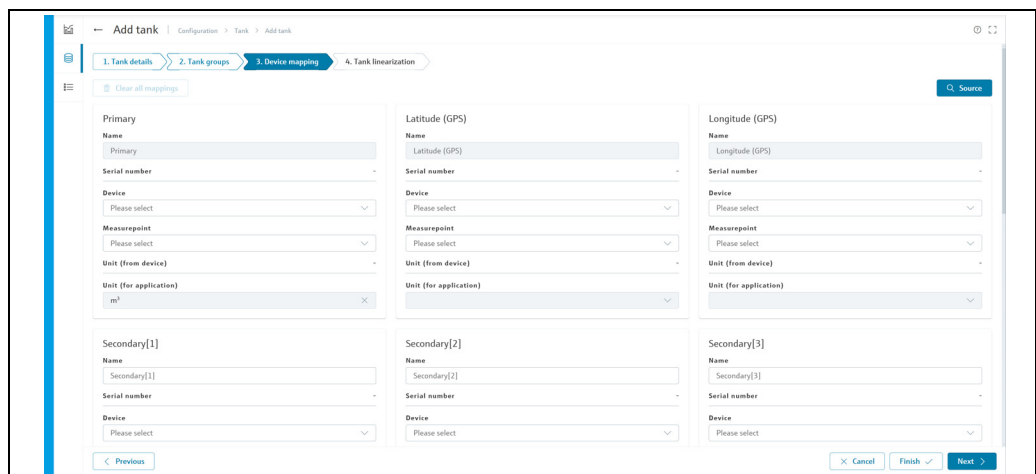 Add tank | Configuration > Tank > Add tank
1. Tank details 2. Tank groups 3. Device mapping 4. Tank linearization
Clear all mappings Source
Primary Latitude (GPS) Longitude (GPS)
Name Name Name
Primary Latitude (GPS) Longitude (GPS)
Serial number - Serial number - Serial number -
Device Device Device
Please select Please select Please select
Measurepoint Measurepoint Measurepoint
Please select Please select Please select
Unit (from device) - Unit (from device) - Unit (from device) -
Unit (for application) Unit (for application) Unit (for application)
m³
Secondary[1] Secondary[2] Secondary[3]
Name Name Name
Secondary[1] Secondary[2] Secondary[3]
Serial number - Serial number - Serial number -
Device Device Device
Please select Please select Please select
< Previous Cancel Finish Next >